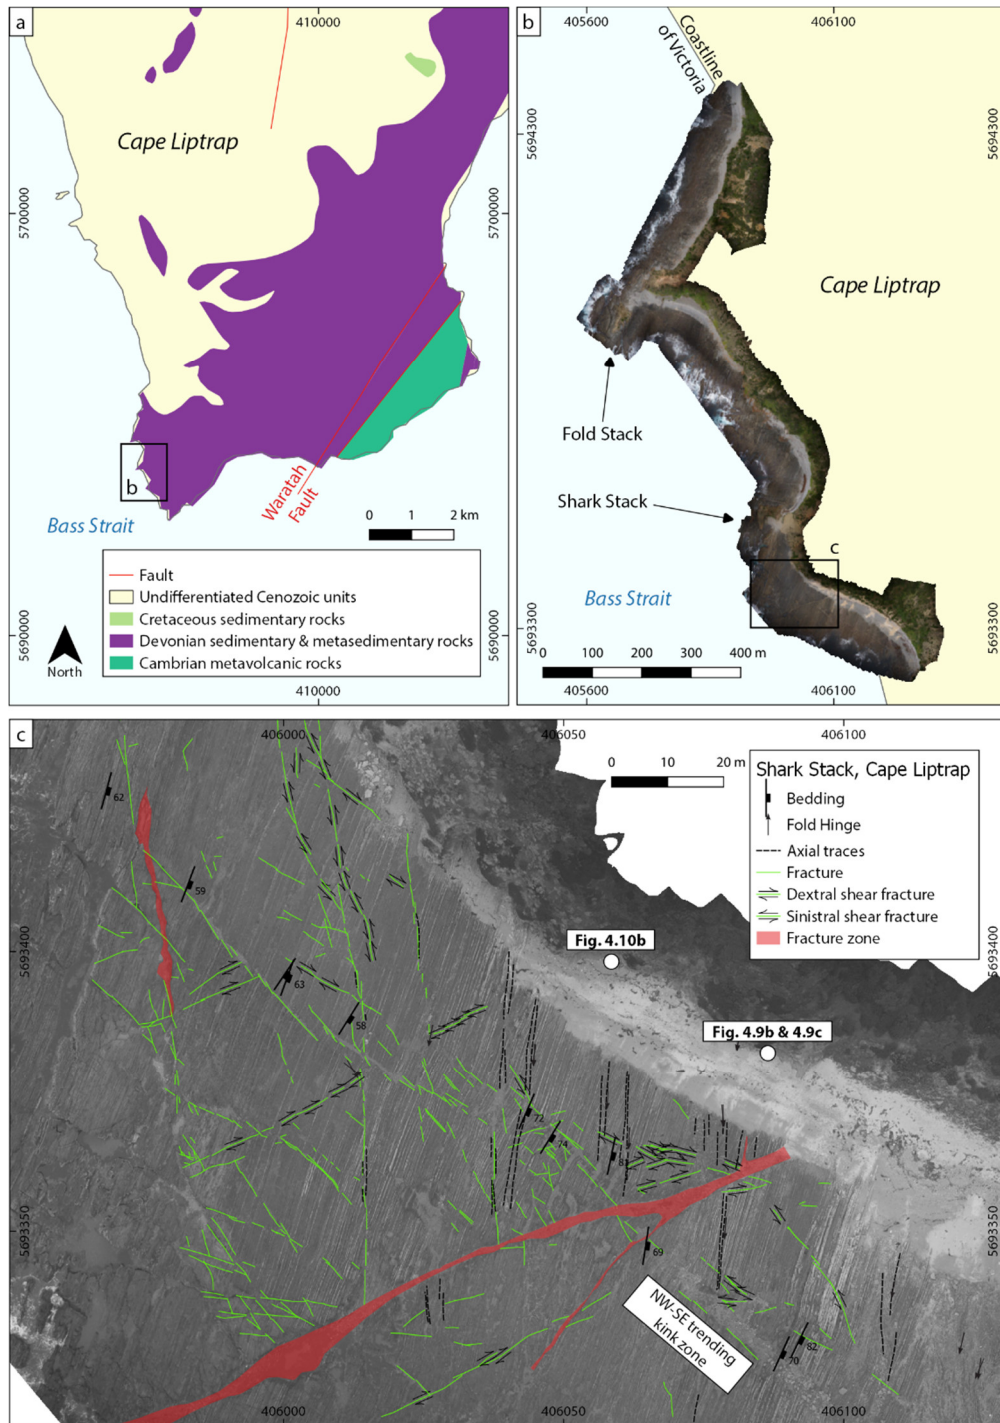 a
410000
Cape Liptrap
5700000
5700000
b
Waratah
Fault
Bass Strait
0 1 2 km
Fault
Undifferentiated Cenozoic units
Cretaceous sedimentary rocks
Devonian sedimentary & metasedimentary rocks
Cambrian metavolcanic rocks
5690000
5690000
North
410000
b
405600
406100
Coastline
of Victoria
5694300
5694300
Cape Liptrap
Fold Stack
Shark Stack
c
Bass Strait
5693300
5693300
0 100 200 300 400 m
405600
406100
c
406000
406050
406100
0 10 20 m
Shark Stack, Cape Liptrap
Bedding
Fold Hinge
Axial traces
Fracture
Dextral shear fracture
Sinistral shear fracture
Fracture zone
62
59
5693400
5693400
Fig. 4.10b
63
58
Fig. 4.9b & 4.9c
72
74
5693350
5693350
69
NW-SE trending
kink zone
82
70
406000
406050
406100